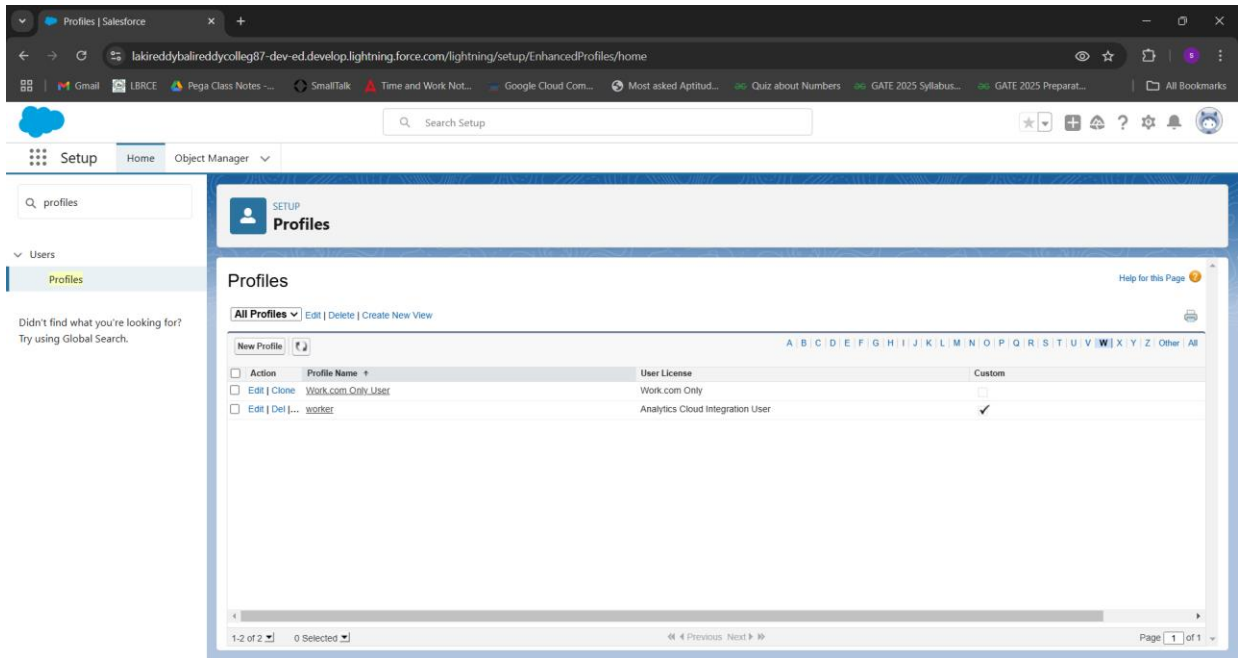 Profiles | Salesforce
lakireddybalireddycolleg87-dev-ed.develop.lightning.force.com/lightning/setup/EnhancedProfiles/home
Gmail LBRCE Pega Class Notes -... SmallTalk Time and Work Not... Google Cloud Com... Most asked Aptitud... Quiz about Numbers GATE 2025 Syllabus... GATE 2025 Preparat... All Bookmarks
Search Setup
Setup Home Object Manager
profiles
Users
Profiles
Didn't find what you're looking for?
Try using Global Search.
SETUP
Profiles
Profiles
Help for this Page
All Profiles Edit | Delete | Create New View
New Profile A | B | C | D | E | F | G | H | I | J | K | L | M | N | O | P | Q | R | S | T | U | V | W | X | Y | Z | Other | All
Action Profile Name User License Custom
Edit | Clone Work.com Only User Work.com Only
Edit | Del |... worker Analytics Cloud Integration User
1-2 of 2 0 Selected Previous Next Page 1 of 1